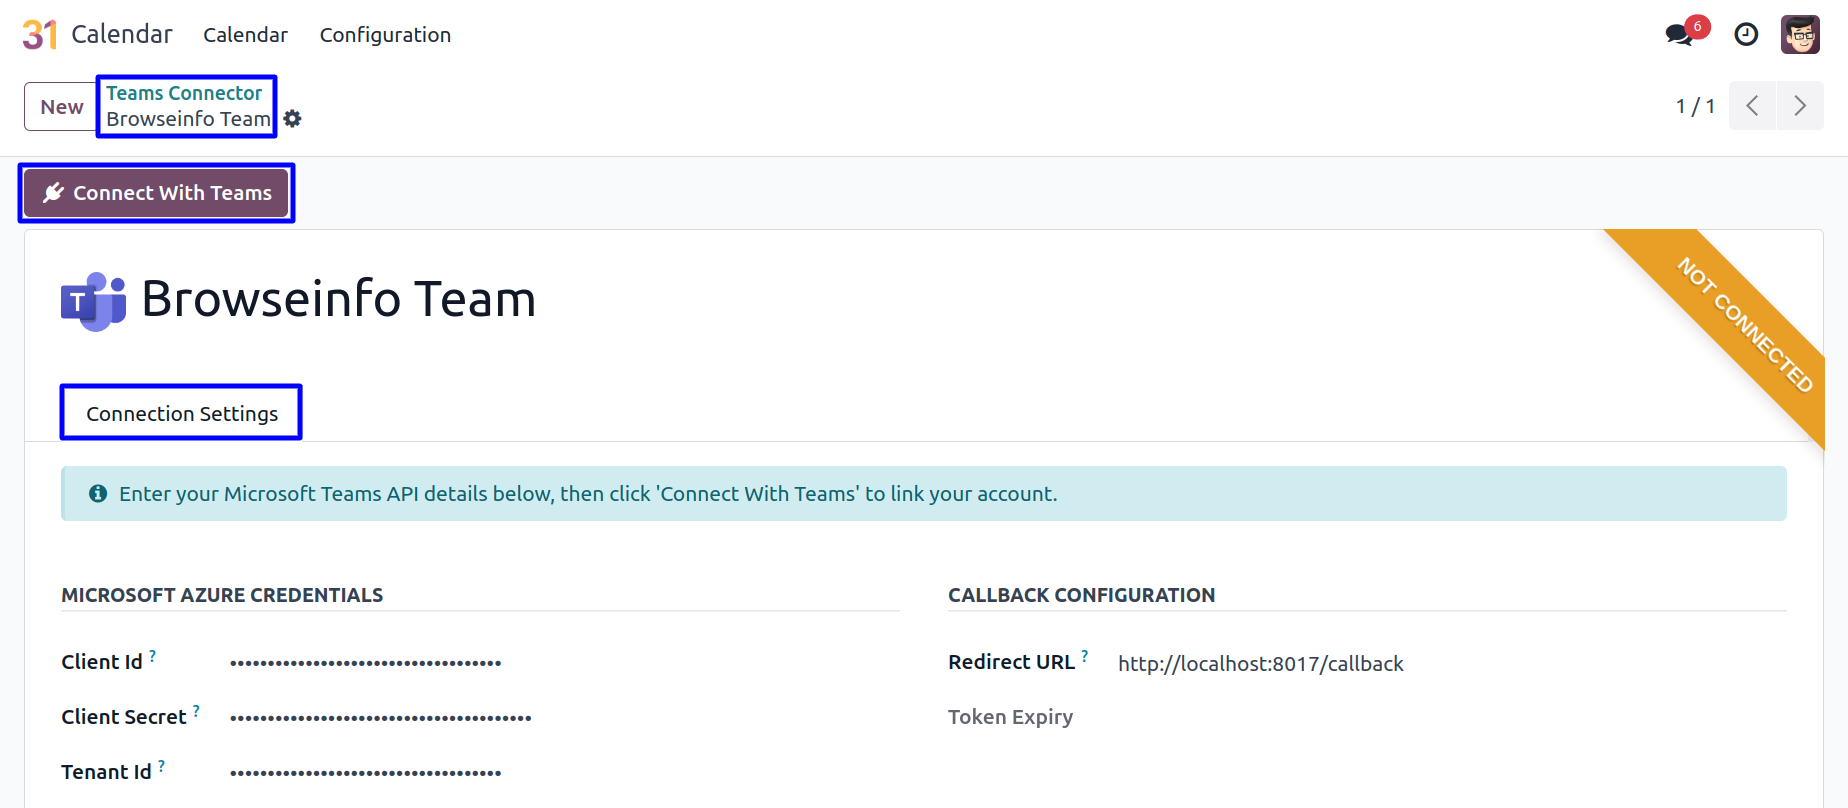 31 Calendar Calendar Configuration 6
New Teams Connector
Browseinfo Team
1 / 1
Connect With Teams
NOT CONNECTED
T Browseinfo Team
Connection Settings
Enter your Microsoft Teams API details below, then click 'Connect With Teams' to link your account.
MICROSOFT AZURE CREDENTIALS
Client Id ? ••••••••••••••••••••••••••••••••••••
Client Secret ? ••••••••••••••••••••••••••••••••••••••••
Tenant Id ? ••••••••••••••••••••••••••••••••••••
CALLBACK CONFIGURATION
Redirect URL ? http://localhost:8017/callback
Token Expiry